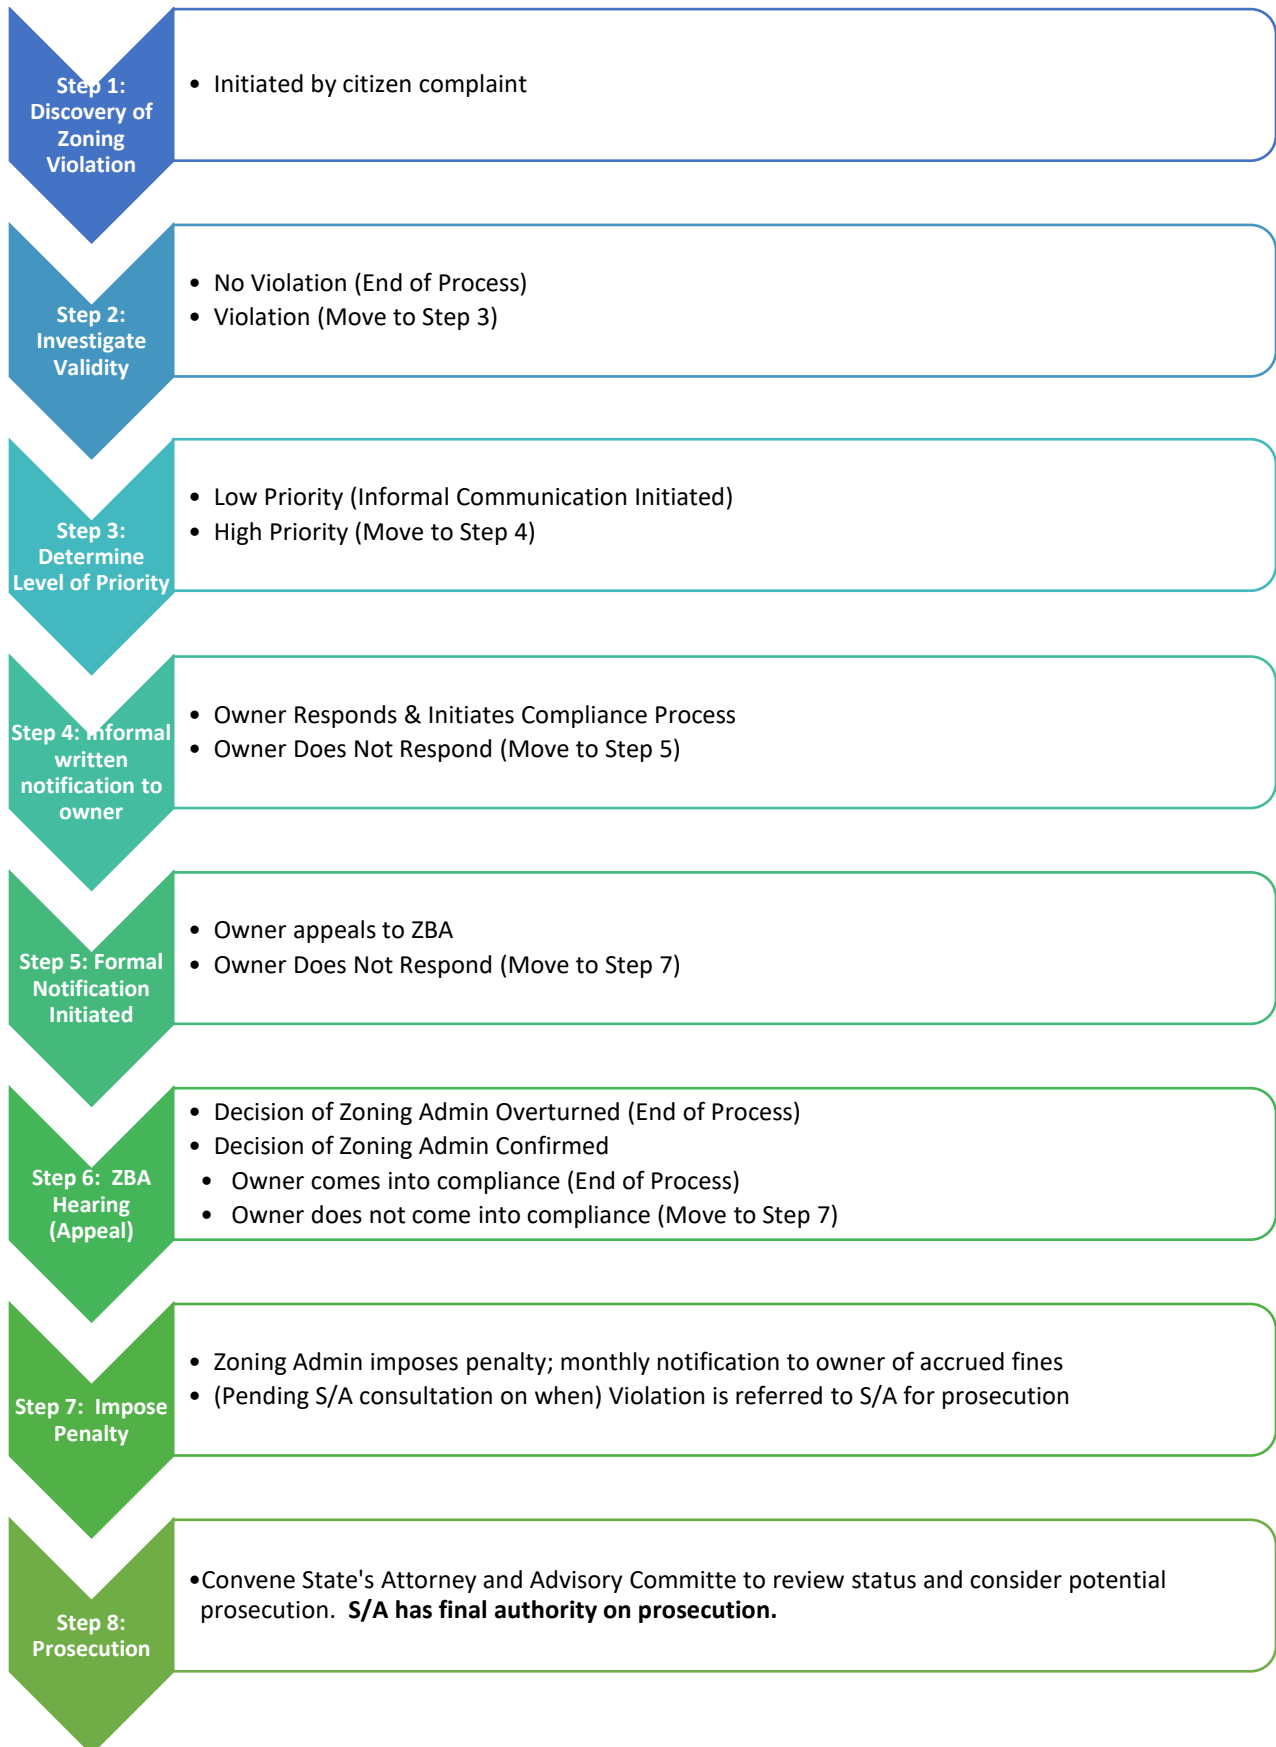 Step 1:
Discovery of
Zoning
Violation
• Initiated by citizen complaint
Step 2:
Investigate
Validity
• No Violation (End of Process)
• Violation (Move to Step 3)
Step 3:
Determine
Level of Priority
• Low Priority (Informal Communication Initiated)
• High Priority (Move to Step 4)
Step 4: Informal
written
notification to
owner
• Owner Responds & Initiates Compliance Process
• Owner Does Not Respond (Move to Step 5)
Step 5: Formal
Notification
Initiated
• Owner appeals to ZBA
• Owner Does Not Respond (Move to Step 7)
Step 6: ZBA
Hearing
(Appeal)
• Decision of Zoning Admin Overturned (End of Process)
• Decision of Zoning Admin Confirmed
• Owner comes into compliance (End of Process)
• Owner does not come into compliance (Move to Step 7)
Step 7: Impose
Penalty
• Zoning Admin imposes penalty; monthly notification to owner of accrued fines
• (Pending S/A consultation on when) Violation is referred to S/A for prosecution
Step 8:
Prosecution
•Convene State's Attorney and Advisory Committe to review status and consider potential
prosecution. S/A has final authority on prosecution.